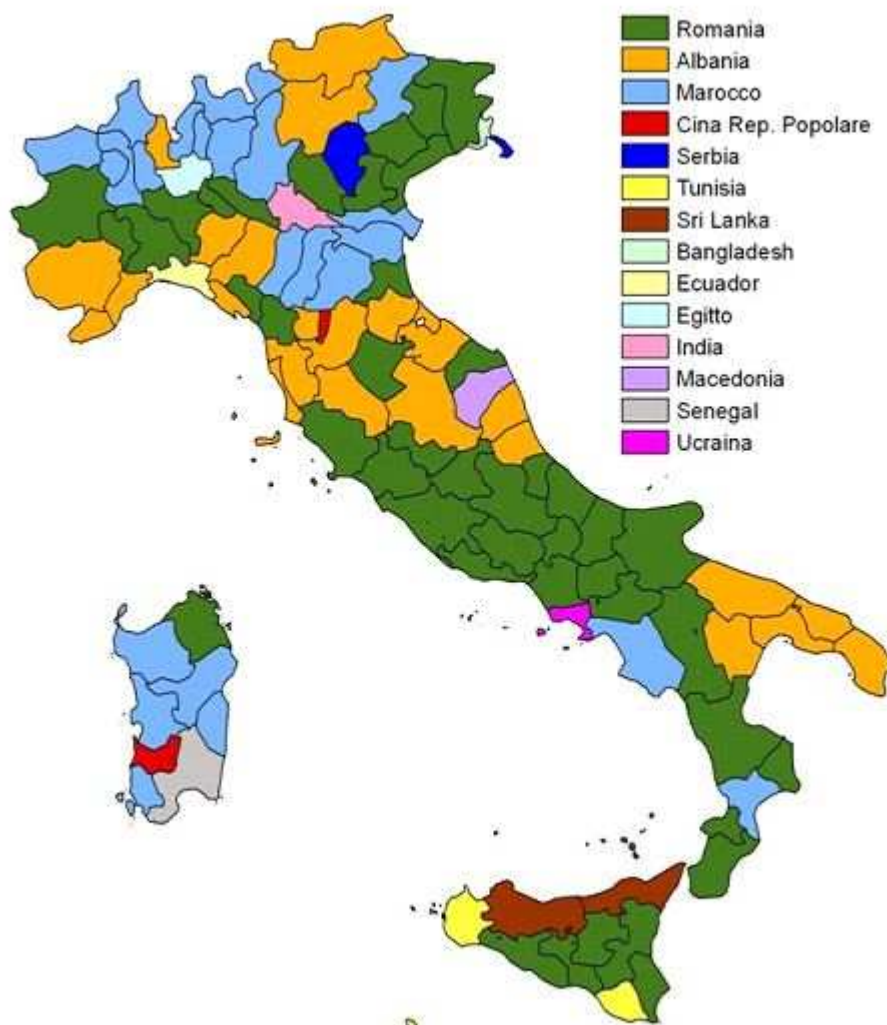 Romania
Albania
Marocco
Cina Rep. Popolare
Serbia
Tunisia
Sri Lanka
Bangladesh
Ecuador
Egitto
India
Macedonia
Senegal
Ucraina